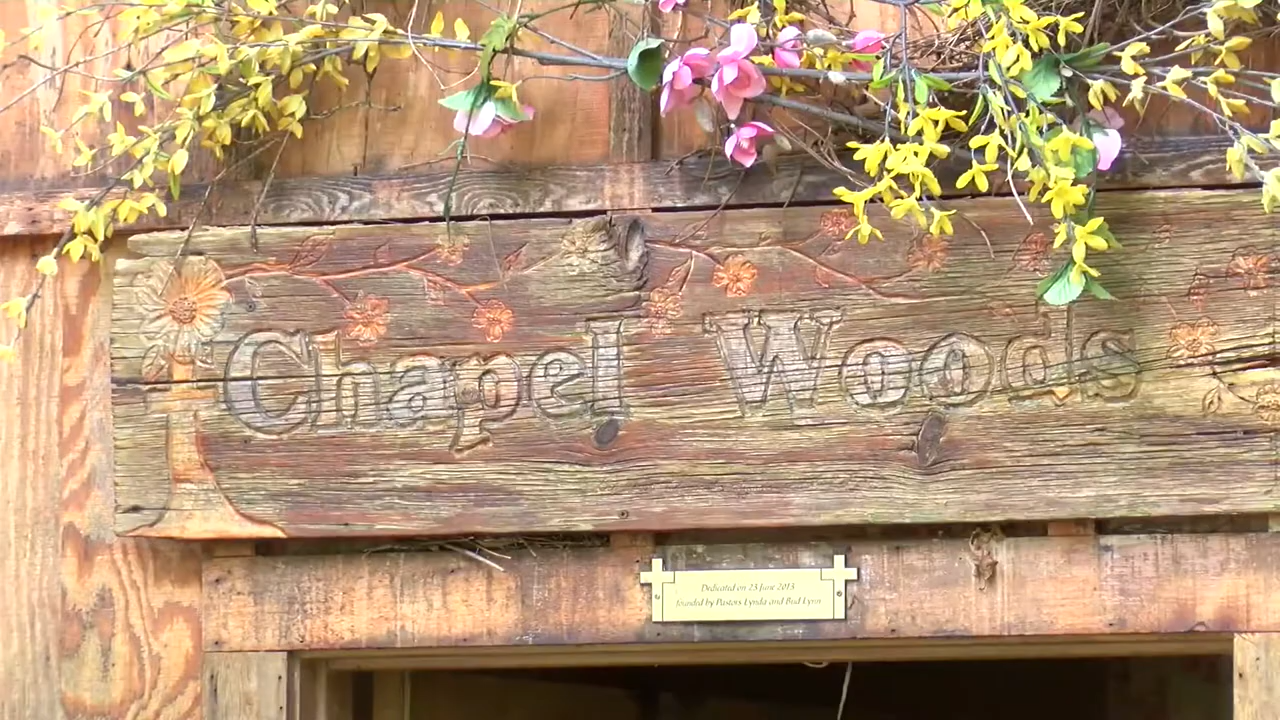 Chapel Woods
Dedicated on 23 June 2013
founded by Pastors Lynda and Bud Lynn